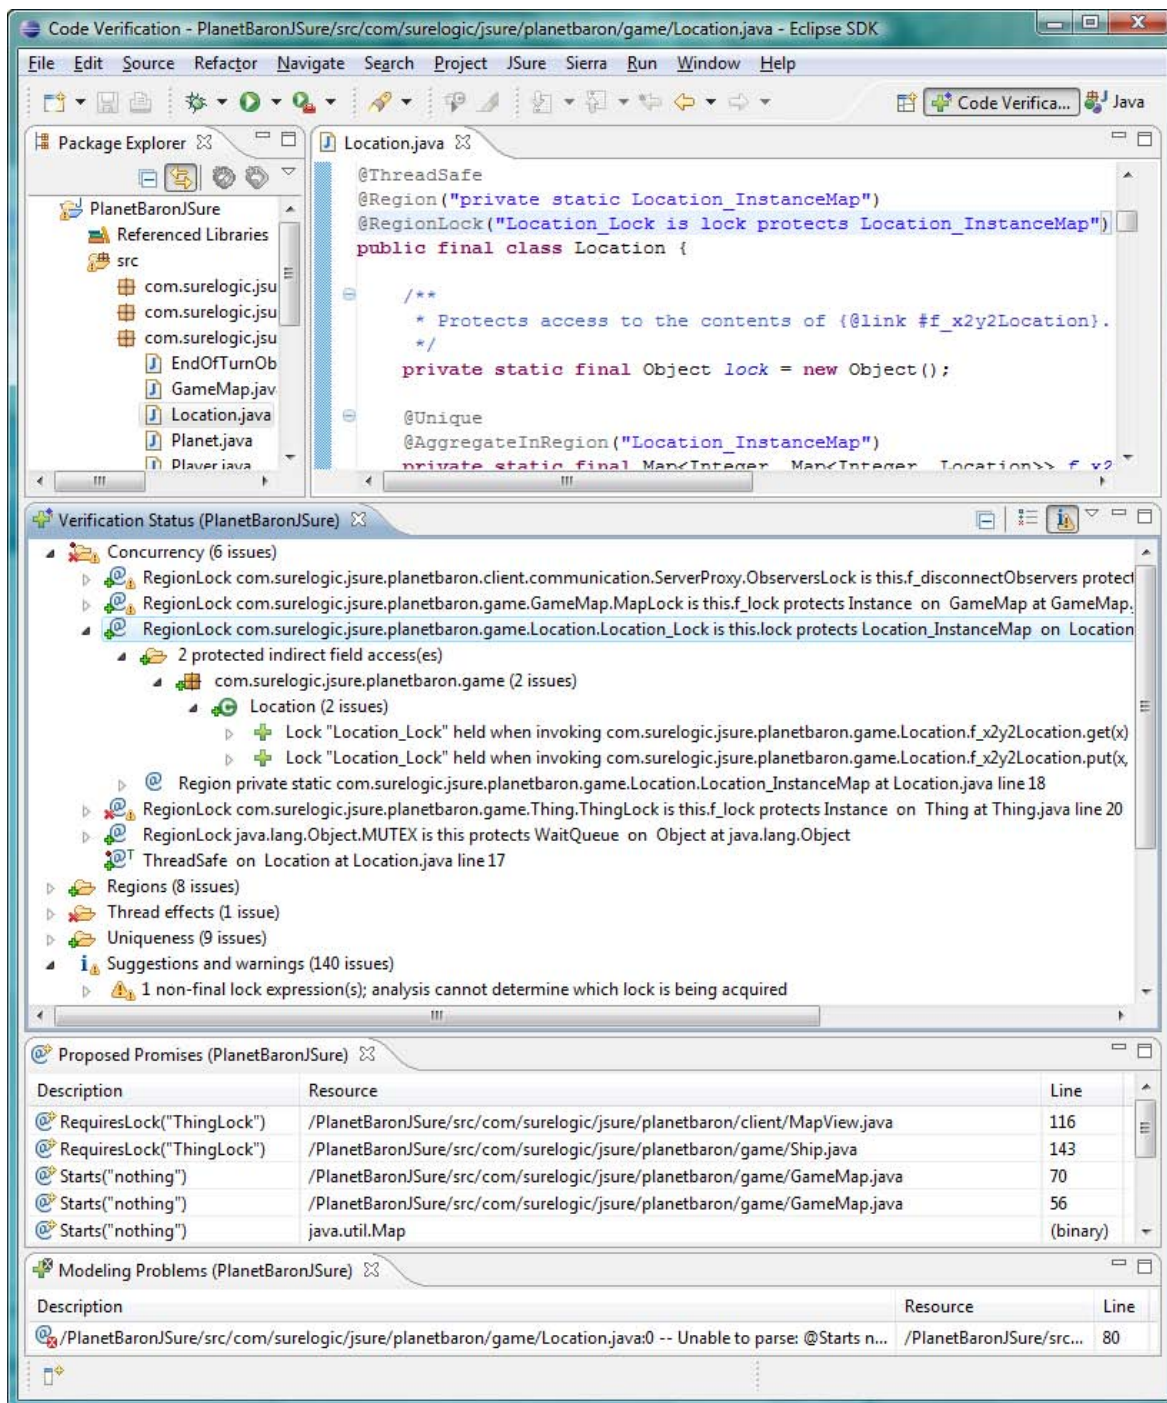 Code Verification - PlanetBaronJSure/src/com/surelogic/jsure/planetbaron/game/Location.java - Eclipse SDK
File Edit Source Refactor Navigate Search Project JSure Sierra Run Window Help
Code Verifica... Java
Package Explorer
PlanetBaronJSure
Referenced Libraries
src
com.surelogic.jsu
com.surelogic.jsu
com.surelogic.jsu
EndOfTurnOb
GameMap.jav
Location.java
Planet.java
Player.java
Location.java
@ThreadSafe
@Region("private static Location_InstanceMap")
@RegionLock("Location_Lock is lock protects Location_InstanceMap")
public final class Location {
/**
* Protects access to the contents of {@link #f_x2y2Location}.
*/
private static final Object lock = new Object();
@Unique
@AggregateInRegion("Location_InstanceMap")
private static final Map<Integer, Map<Integer, Location>> f_x2
Verification Status (PlanetBaronJSure)
Concurrency (6 issues)
RegionLock com.surelogic.jsure.planetbaron.client.communication.ServerProxy.ObserversLock is this.f_disconnectObservers protect
RegionLock com.surelogic.jsure.planetbaron.game.GameMap.MapLock is this.f_lock protects Instance on GameMap at GameMap.
RegionLock com.surelogic.jsure.planetbaron.game.Location.Location_Lock is this.lock protects Location_InstanceMap on Location
2 protected indirect field access(es)
com.surelogic.jsure.planetbaron.game (2 issues)
Location (2 issues)
Lock "Location_Lock" held when invoking com.surelogic.jsure.planetbaron.game.Location.f_x2y2Location.get(x)
Lock "Location_Lock" held when invoking com.surelogic.jsure.planetbaron.game.Location.f_x2y2Location.put(x,
Region private static com.surelogic.jsure.planetbaron.game.Location.Location_InstanceMap at Location.java line 18
RegionLock com.surelogic.jsure.planetbaron.game.Thing.ThingLock is this.f_lock protects Instance on Thing at Thing.java line 20
RegionLock java.lang.Object.MUTEX is this protects WaitQueue on Object at java.lang.Object
ThreadSafe on Location at Location.java line 17
Regions (8 issues)
Thread effects (1 issue)
Uniqueness (9 issues)
Suggestions and warnings (140 issues)
1 non-final lock expression(s); analysis cannot determine which lock is being acquired
Proposed Promises (PlanetBaronJSure)
Description Resource Line
RequiresLock("ThingLock") /PlanetBaronJSure/src/com/surelogic/jsure/planetbaron/client/MapView.java 116
RequiresLock("ThingLock") /PlanetBaronJSure/src/com/surelogic/jsure/planetbaron/game/Ship.java 143
Starts("nothing") /PlanetBaronJSure/src/com/surelogic/jsure/planetbaron/game/GameMap.java 70
Starts("nothing") /PlanetBaronJSure/src/com/surelogic/jsure/planetbaron/game/GameMap.java 56
Starts("nothing") java.util.Map (binary)
Modeling Problems (PlanetBaronJSure)
Description Resource Line
/PlanetBaronJSure/src/com/surelogic/jsure/planetbaron/game/Location.java:0 -- Unable to parse: @Starts n... /PlanetBaronJSure/src... 80